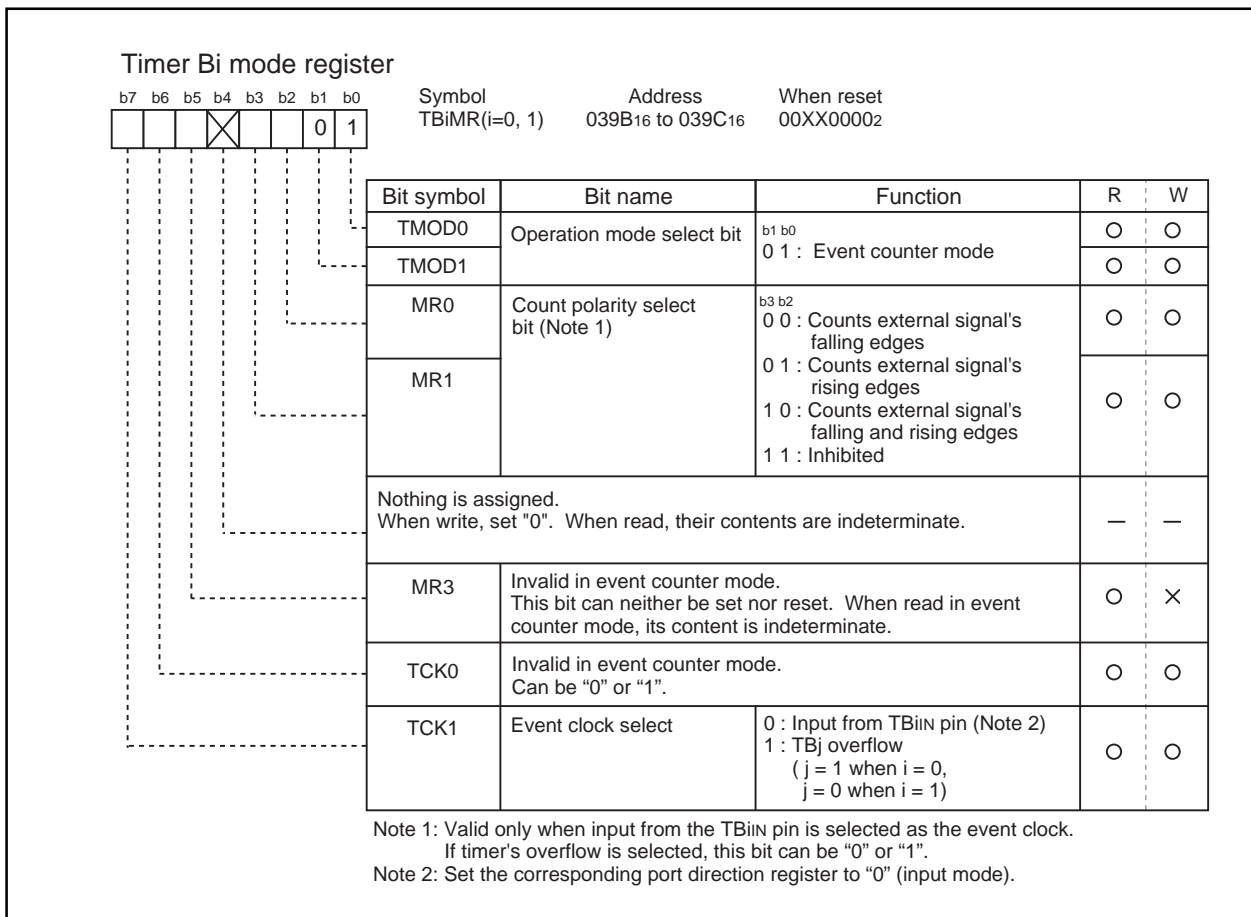 Timer Bi mode register
b7 b6 b5 b4 b3 b2 b1 b0
0 1
Symbol Address When reset
TBiMR(i=0, 1) 039B16 to 039C16 00XX00002
Bit symbol Bit name Function R W
TMOD0
TMOD1
Operation mode select bit
b1 b0
0 1 : Event counter mode
MR0
MR1
Count polarity select
bit (Note 1)
b3 b2
0 0 : Counts external signal's
falling edges
0 1 : Counts external signal's
rising edges
1 0 : Counts external signal's
falling and rising edges
1 1 : Inhibited
Nothing is assigned.
When write, set "0". When read, their contents are indeterminate.
MR3
Invalid in event counter mode.
This bit can neither be set nor reset. When read in event
counter mode, its content is indeterminate.
TCK0
Invalid in event counter mode.
Can be “0” or “1”.
TCK1
Event clock select
0 : Input from TBiIN pin (Note 2)
1 : TBj overflow
( j = 1 when i = 0,
j = 0 when i = 1)
Note 1: Valid only when input from the TBiIN pin is selected as the event clock.
If timer's overflow is selected, this bit can be “0” or “1”.
Note 2: Set the corresponding port direction register to “0” (input mode).